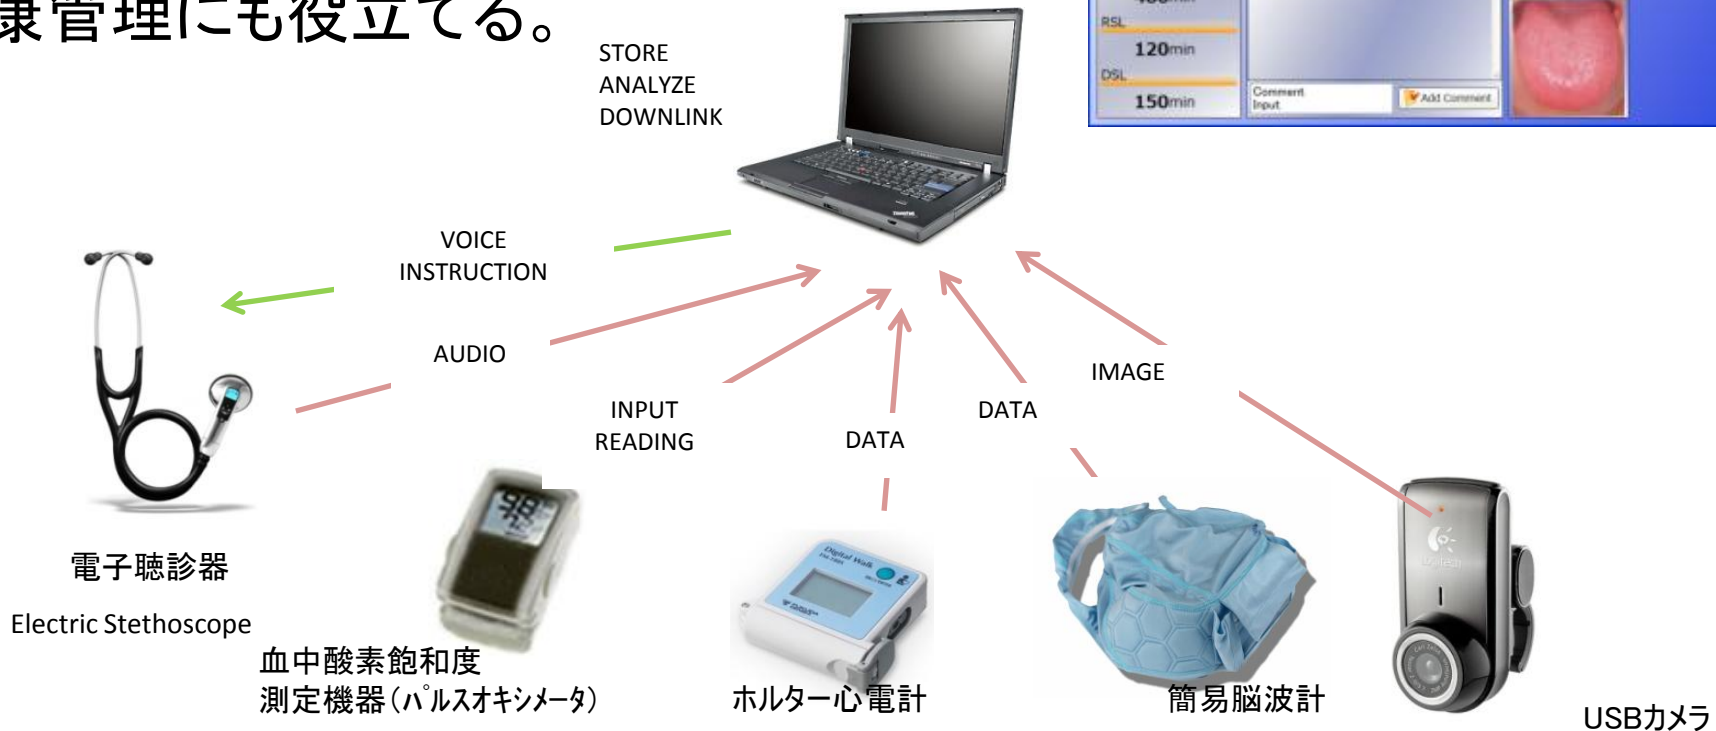 康管理にも役立てる。
STORE
ANALYZE
DOWNLINK
RSL
120min
DSL
150min
Comment
Input
Add Comment
VOICE
INSTRUCTION
AUDIO
INPUT
READING
DATA
DATA
IMAGE
電子聴診器
Electric Stethoscope
血中酸素飽和度
測定機器(パルスオキシメータ)
Digital Walk
ホルター心電計
簡易脳波計
Logitech
USBカメラ